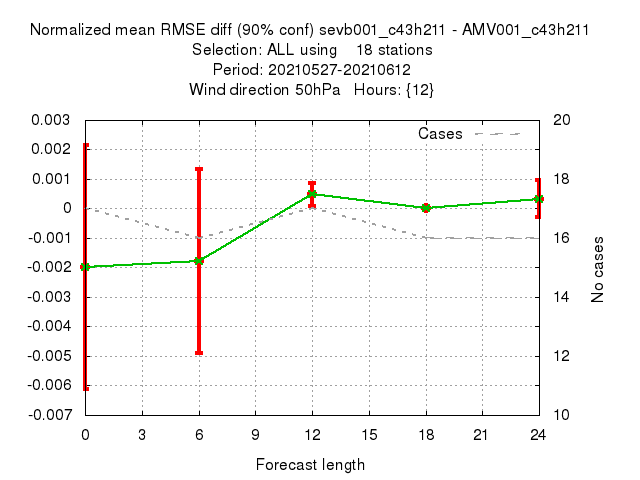 Normalized mean RMSE diff (90% conf) sevb001_c43h211 - AMV001_c43h211
Selection: ALL using    18 stations
Period: 20210527-20210612
Wind direction 50hPa   Hours: {12}
Cases
0.003
0.002
0.001
0
-0.001
-0.002
-0.003
-0.004
-0.005
-0.006
-0.007
20
18
16
14
12
10
No cases
0 3 6 9 12 15 18 21 24
Forecast length